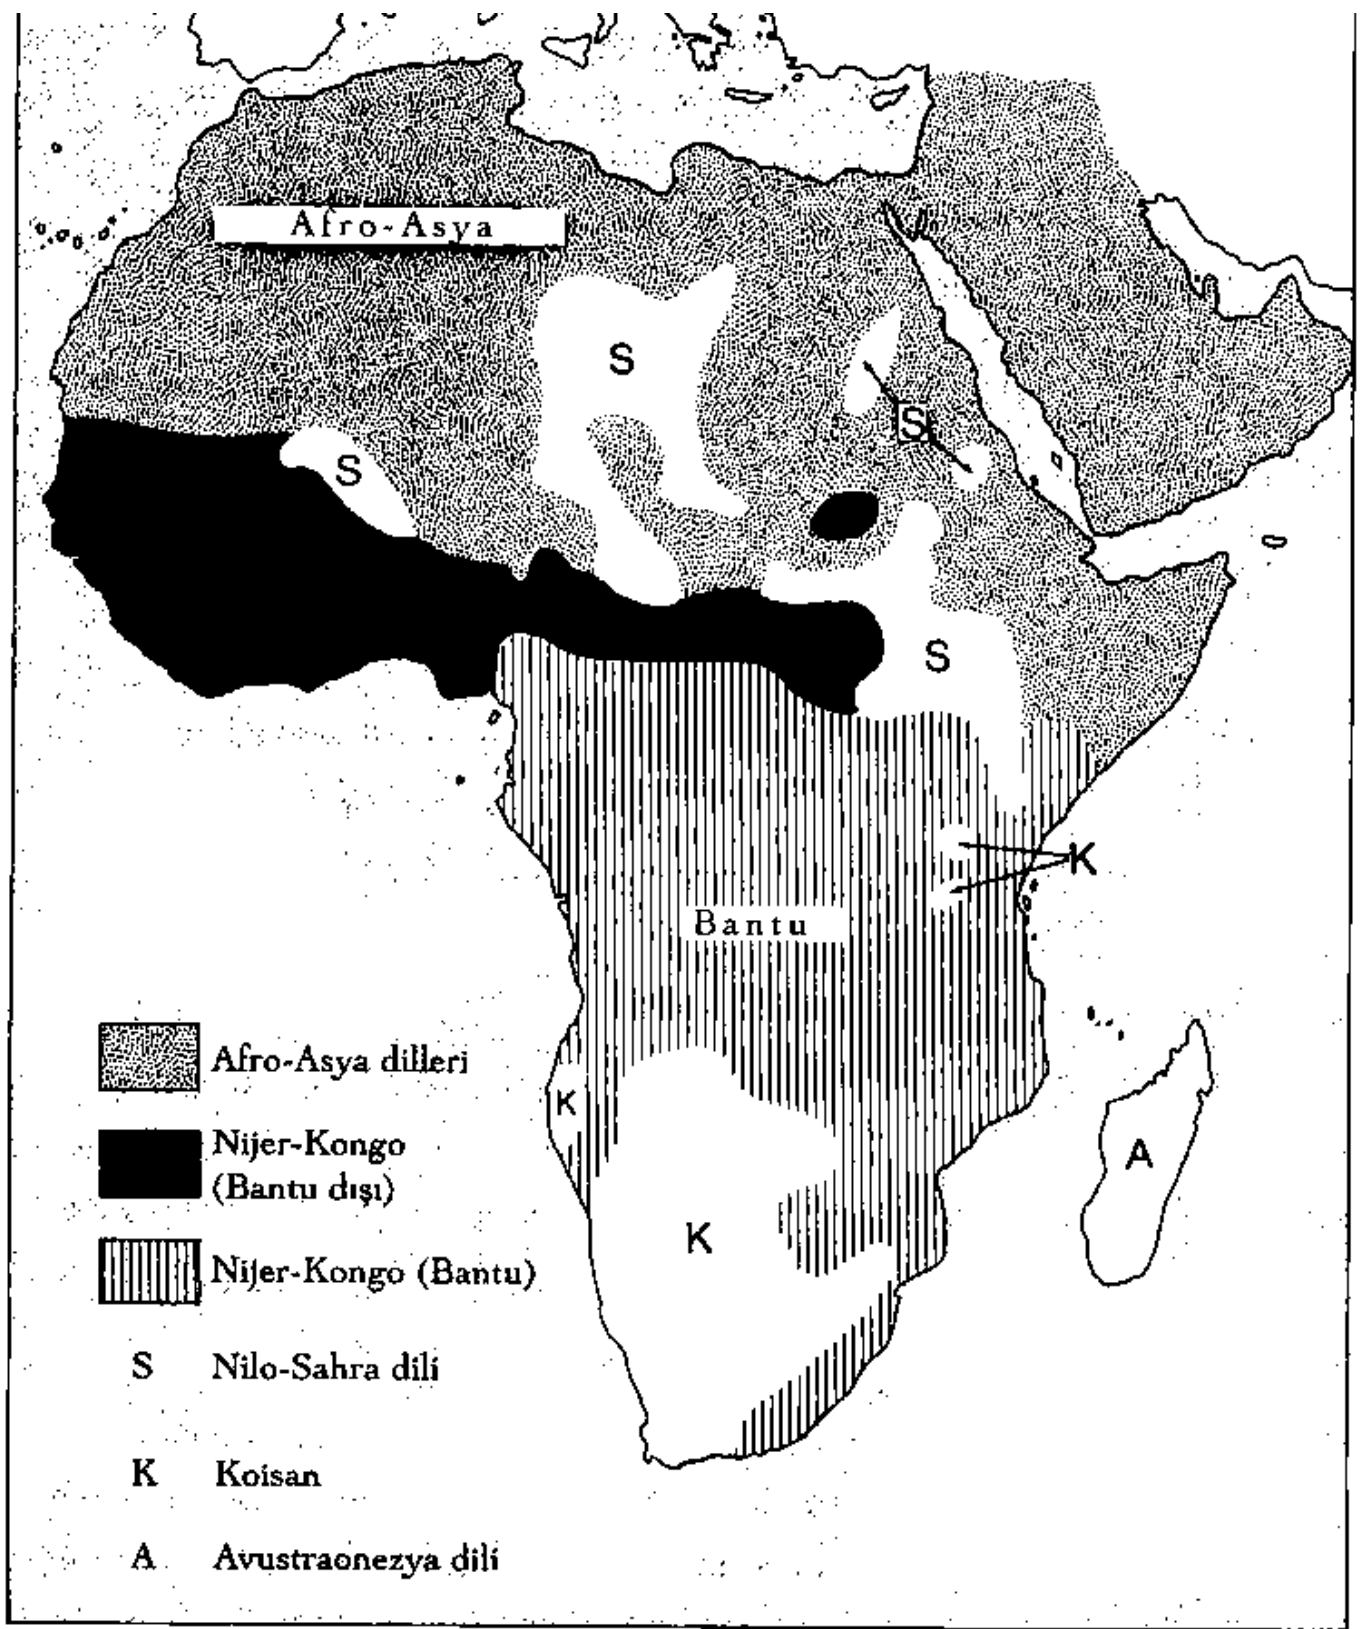 Afro-Asya
S
S
S
S
K
Bantu
K
A
K
Afro-Asya dilleri
Nijer-Kongo
(Bantu dışı)
Nijer-Kongo (Bantu)
S Nilo-Sahra dili
K Koisan
A Avustraonezya dili